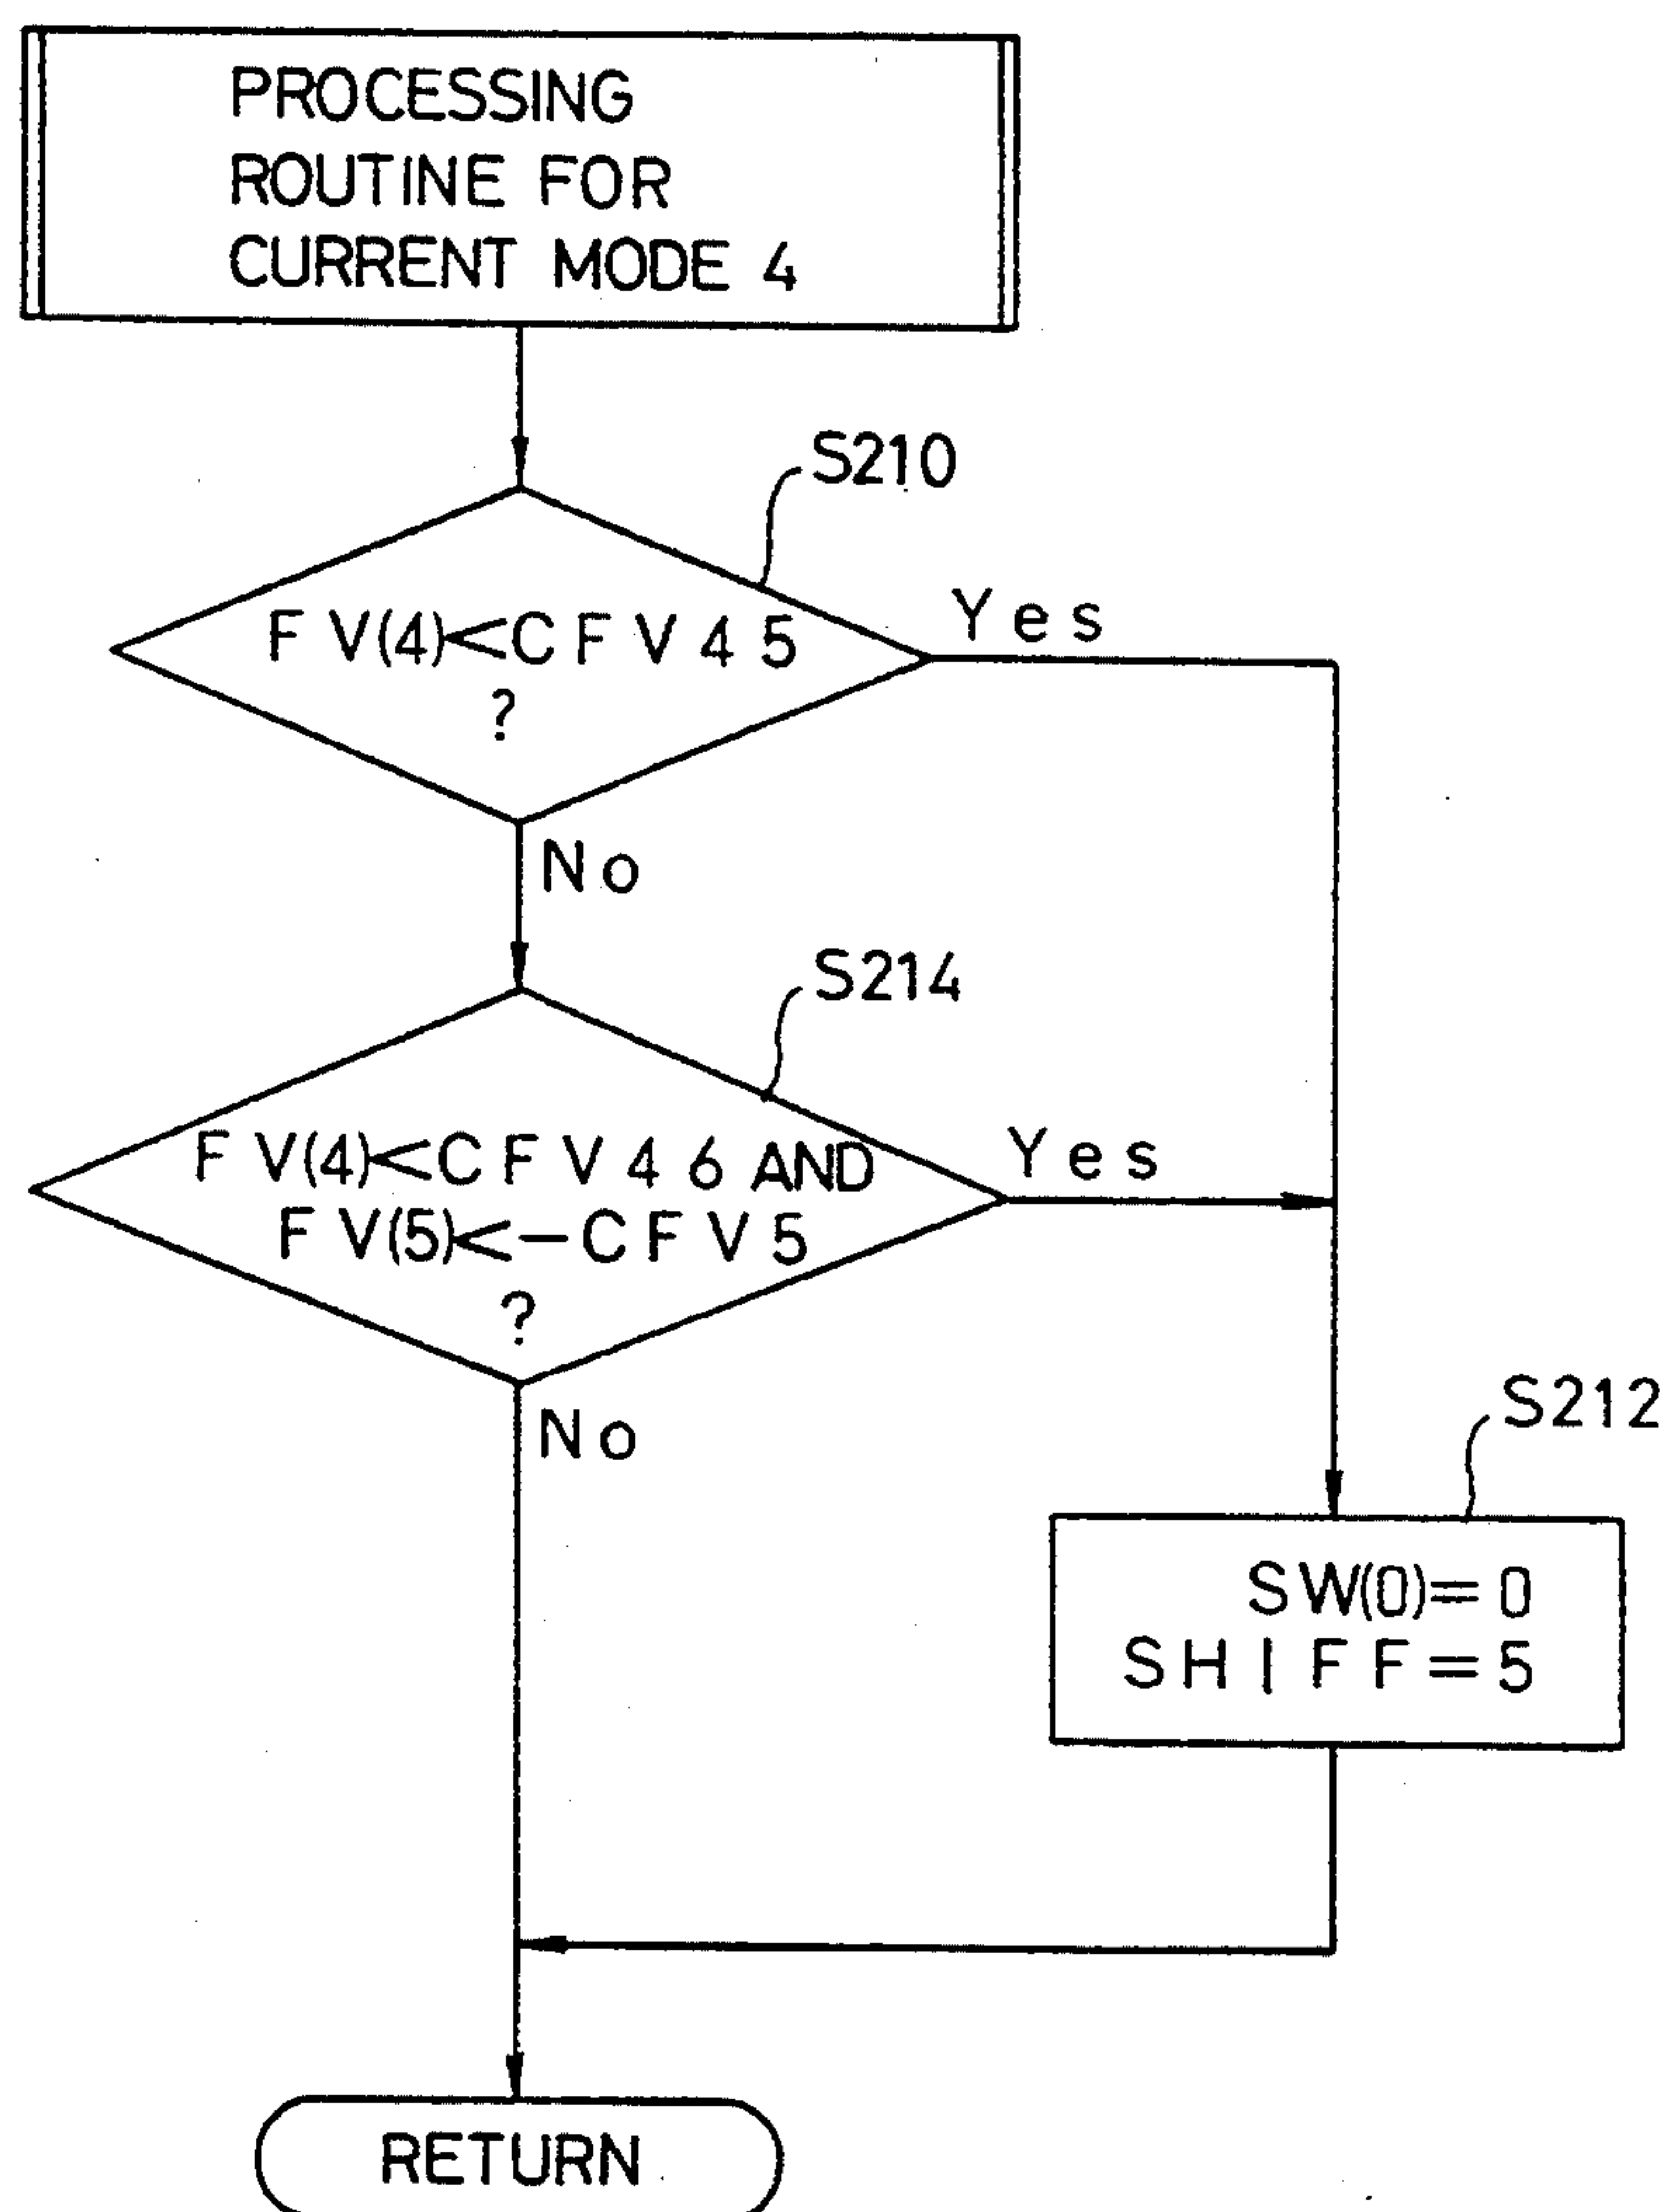 PROCESSING
ROUTINE FOR
CURRENT MODE 4
S210
FV(4)<CFV45
?
Yes
No
S214
FV(4)<CFV46 AND
FV(5)<-CFV5
?
Yes
No
S212
SW(0)=0
SHIFF=5
RETURN